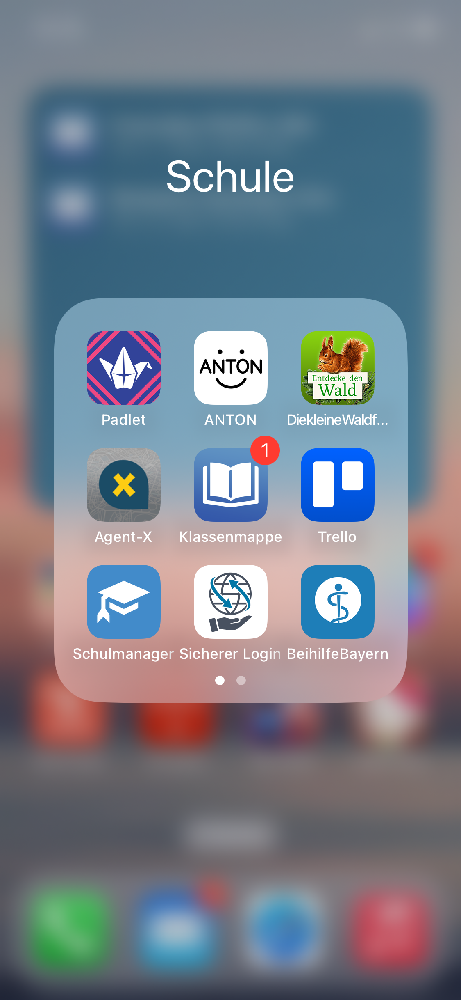 Schule
ANTON
Entdecke den
Wald
Padlet
ANTON
DiekleineWaldf...
1
Agent-X
Klassenmappe
Trello
Schulmanager
Sicherer Login
BeihilfeBayern